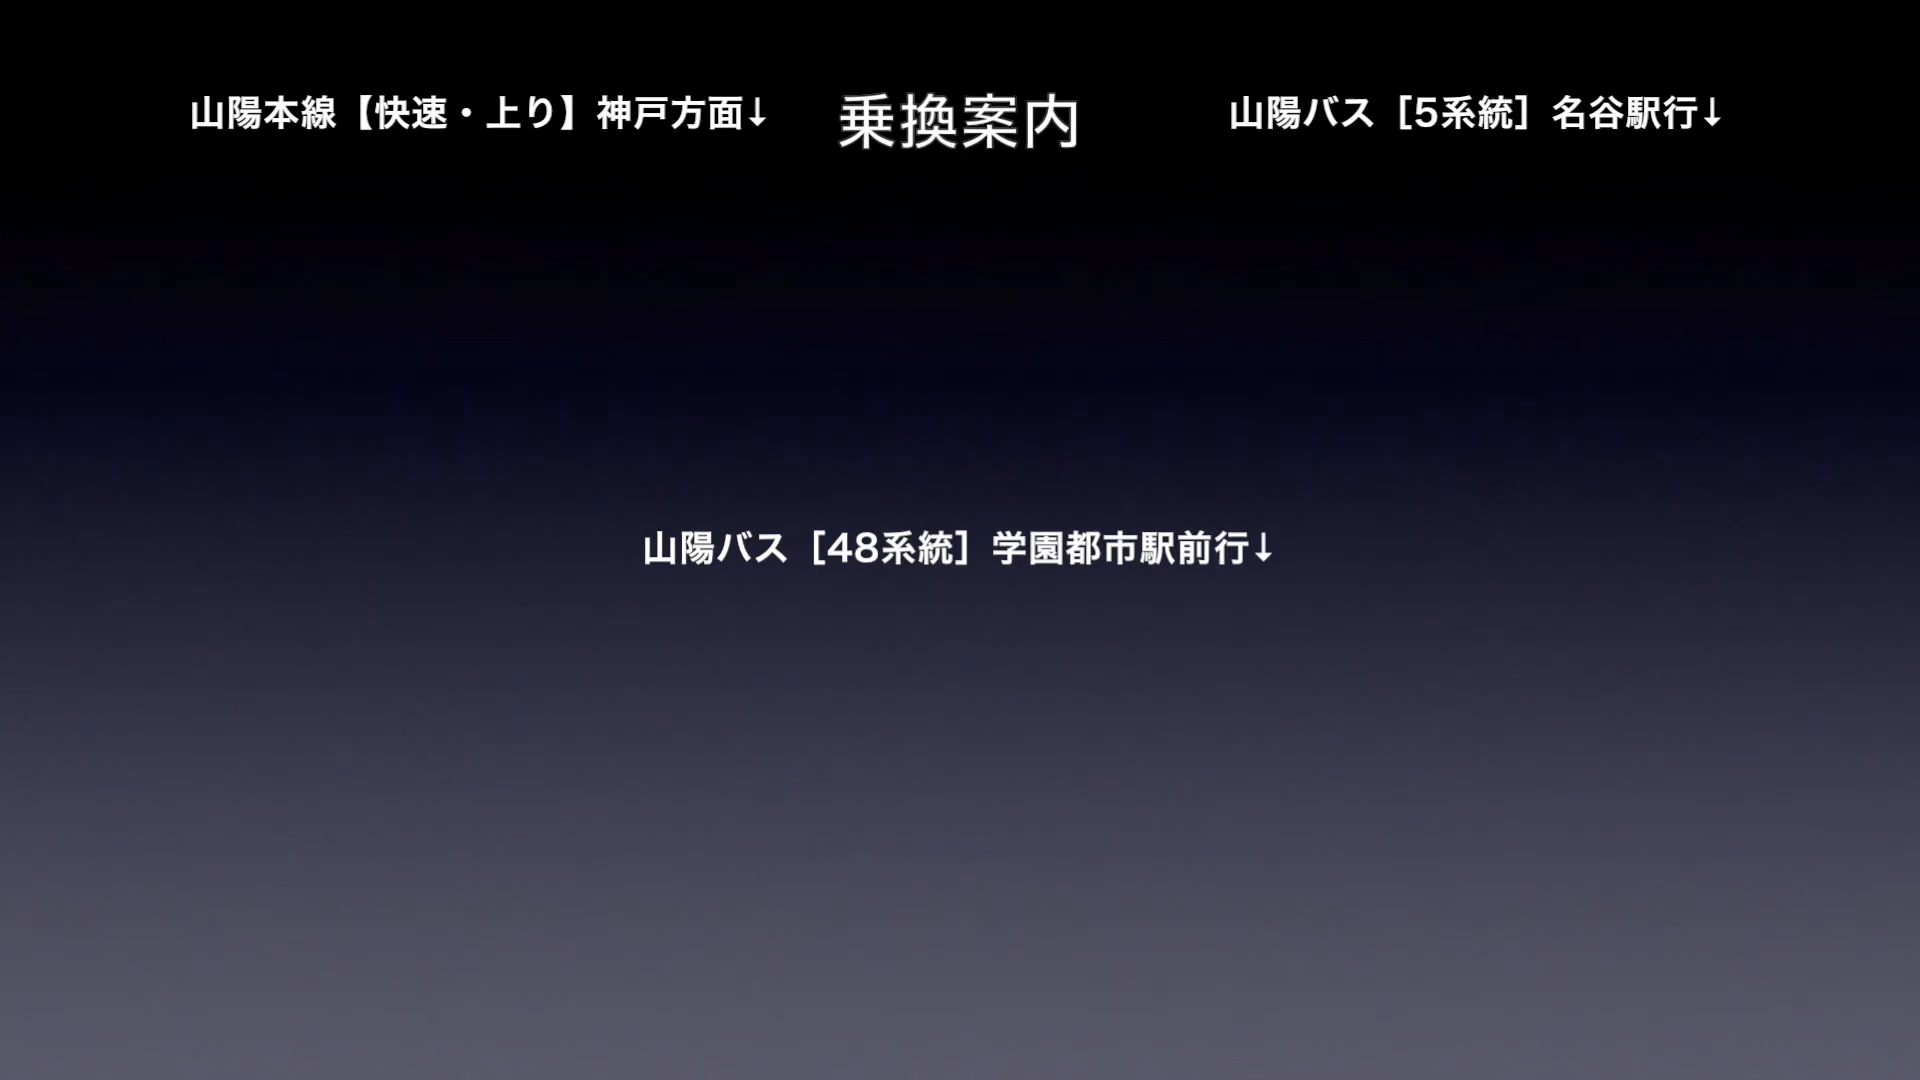 山陽本線【快速・上り】神戸方面↓
乗換案内
山陽バス［5系統］名谷駅行↓
山陽バス［48系統］学園都市駅前行↓